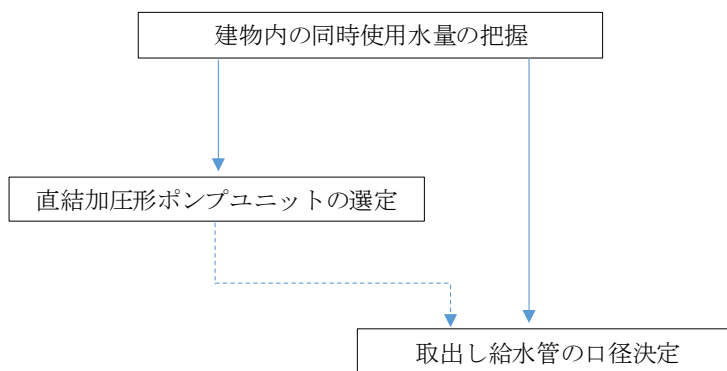 建物内の同時使用水量の把握
直結加圧形ポンプユニットの選定
取出し給水管の口径決定